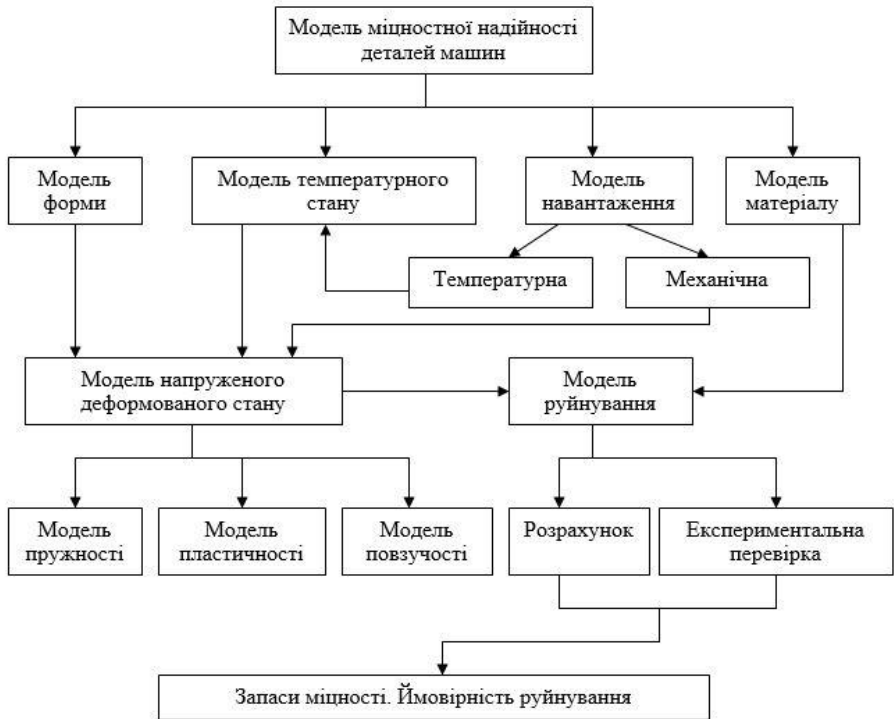 Модель міцностної надійності
деталей машин
Модель
форми
Модель температурного
стану
Модель
навантаження
Модель
матеріалу
Температурна
Механічна
Модель напруженого
деформованого стану
Модель
руйнування
Модель
пружності
Модель
пластичності
Модель
повзучості
Розрахунок
Експериментальна
перевірка
Запаси міцності. Ймовірність руйнування